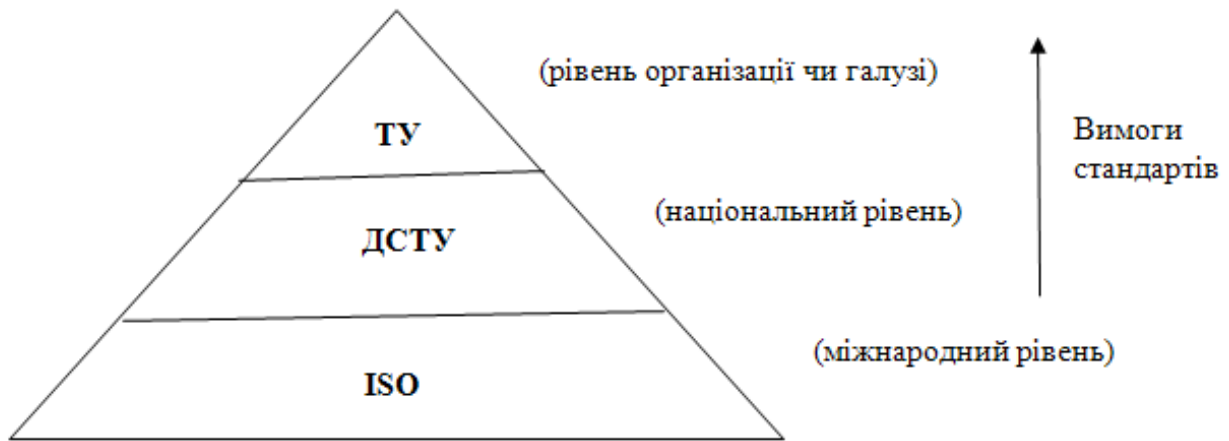 (рівень організації чи галузі)
ТУ
Вимоги
стандартів
(національний рівень)
ДСТУ
(міжнародний рівень)
ISO